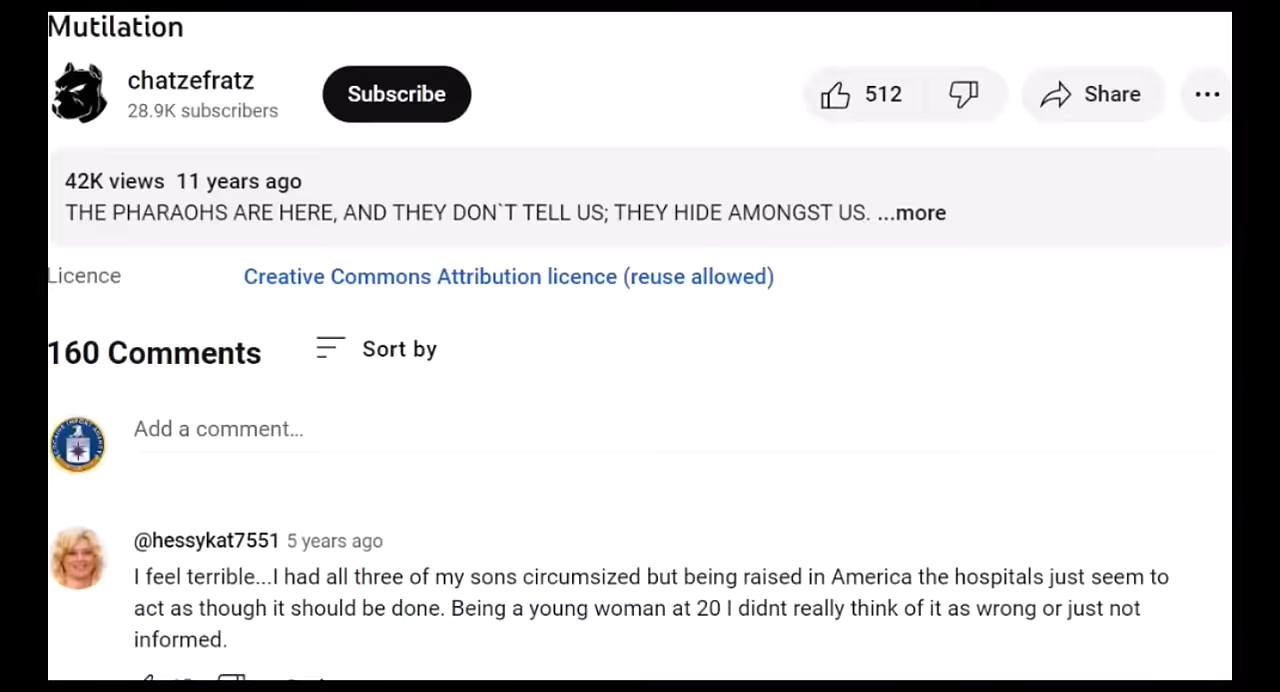 Mutilation
chatzefratz
28.9K subscribers
Subscribe
512
Share
42K views 11 years ago
THE PHARAOHS ARE HERE, AND THEY DON`T TELL US; THEY HIDE AMONGST US. ...more
Licence
Creative Commons Attribution licence (reuse allowed)
160 Comments
Sort by
Add a comment...
@hessykat7551 5 years ago
I feel terrible...I had all three of my sons circumsized but being raised in America the hospitals just seem to
act as though it should be done. Being a young woman at 20 I didnt really think of it as wrong or just not
informed.